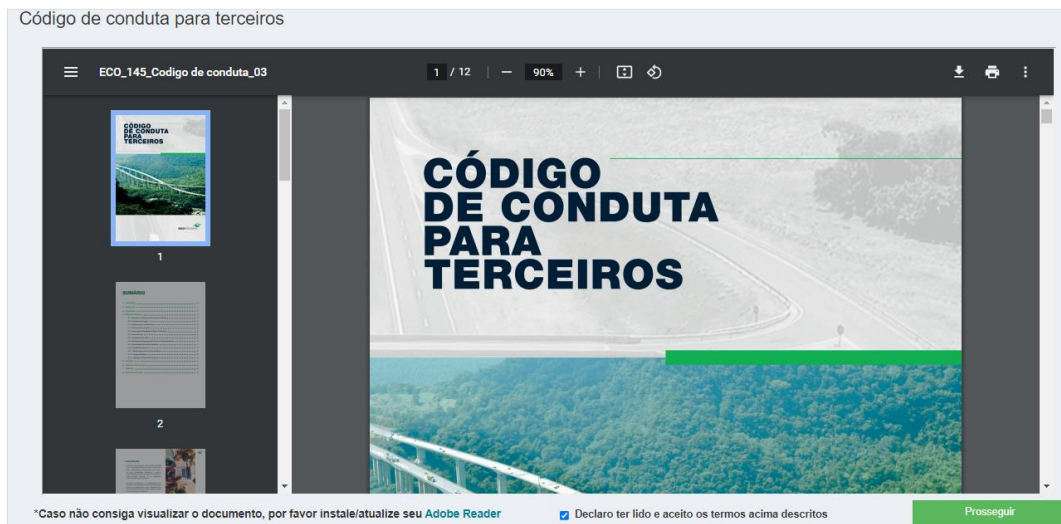 Código de conduta para terceiros
ECO_145_Codigo de conduta_03
1 / 12
90%
CÓDIGO
DE CONDUTA
PARA
TERCEIROS
1
SUMÁRIO
2
CÓDIGO
DE CONDUTA
PARA
TERCEIROS
*Caso não consiga visualizar o documento, por favor instale/atualize seu Adobe Reader
Declaro ter lido e aceito os termos acima descritos
Prosseguir